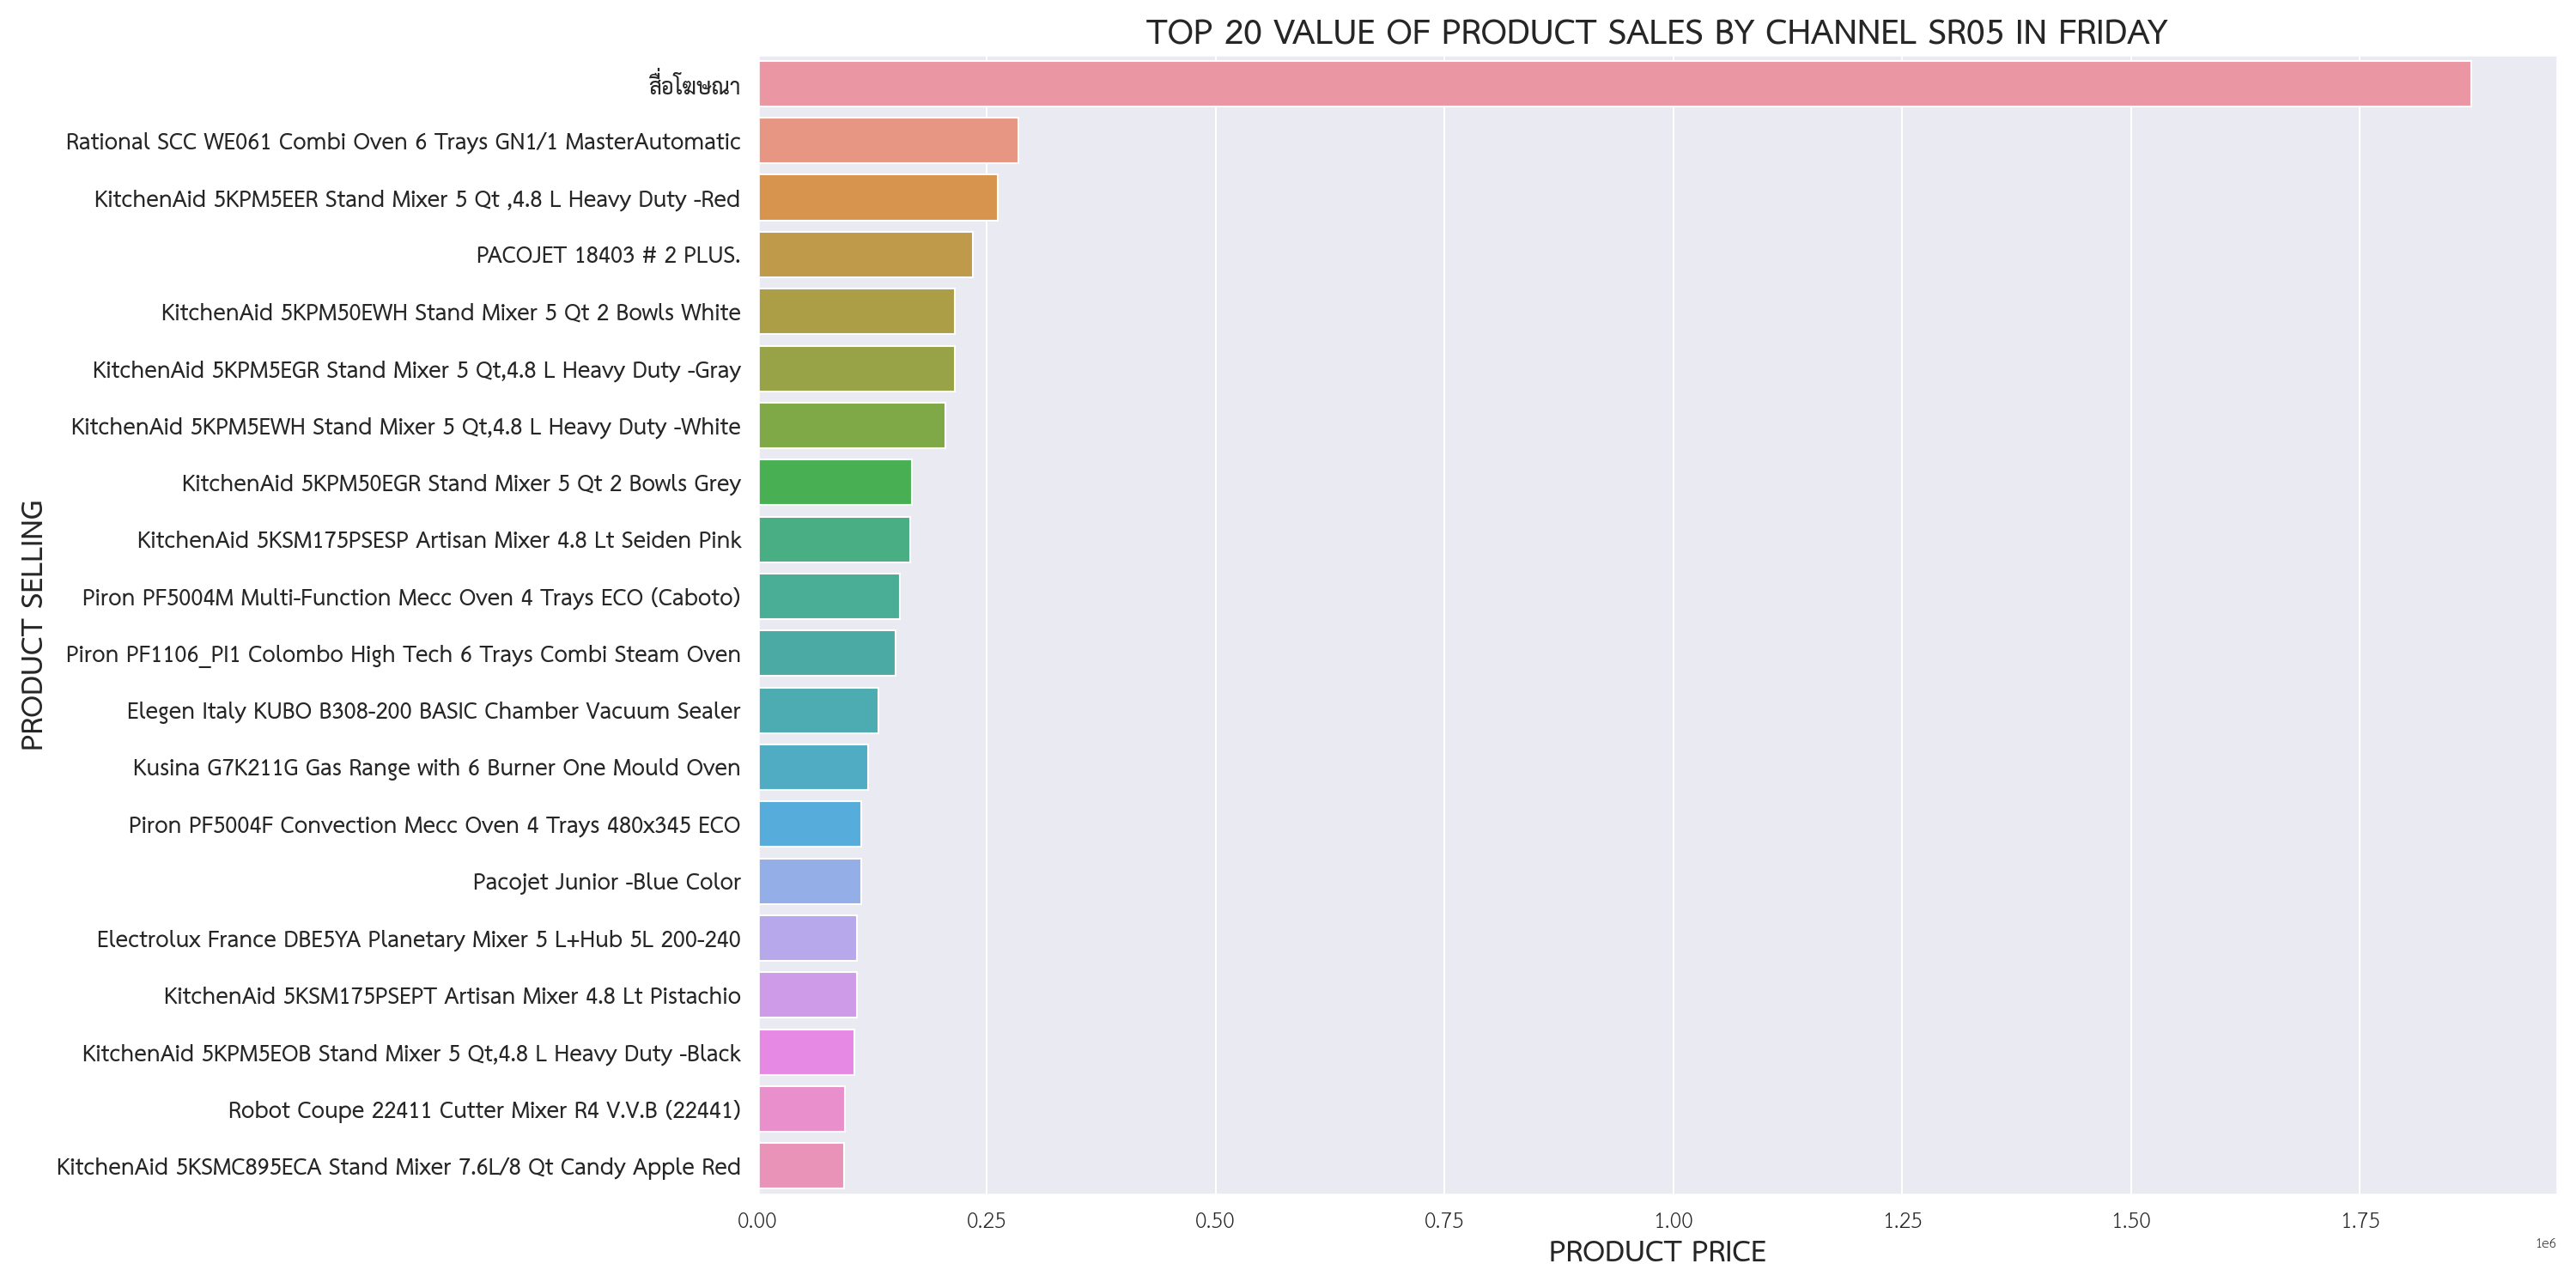 TOP 20 VALUE OF PRODUCT SALES BY CHANNEL SR05 IN FRIDAY
PRODUCT SELLING
สื่อโฆษณา
Rational SCC WE061 Combi Oven 6 Trays GN1/1 MasterAutomatic
KitchenAid 5KPM5EER Stand Mixer 5 Qt ,4.8 L Heavy Duty -Red
PACOJET 18403 # 2 PLUS.
KitchenAid 5KPM50EWH Stand Mixer 5 Qt 2 Bowls White
KitchenAid 5KPM5EGR Stand Mixer 5 Qt,4.8 L Heavy Duty -Gray
KitchenAid 5KPM5EWH Stand Mixer 5 Qt,4.8 L Heavy Duty -White
KitchenAid 5KPM50EGR Stand Mixer 5 Qt 2 Bowls Grey
KitchenAid 5KSM175PSESP Artisan Mixer 4.8 Lt Seiden Pink
Piron PF5004M Multi-Function Mecc Oven 4 Trays ECO (Caboto)
Piron PF1106_PI1 Colombo High Tech 6 Trays Combi Steam Oven
Elegen Italy KUBO B308-200 BASIC Chamber Vacuum Sealer
Kusina G7K211G Gas Range with 6 Burner One Mould Oven
Piron PF5004F Convection Mecc Oven 4 Trays 480x345 ECO
Pacojet Junior -Blue Color
Electrolux France DBE5YA Planetary Mixer 5 L+Hub 5L 200-240
KitchenAid 5KSM175PSEPT Artisan Mixer 4.8 Lt Pistachio
KitchenAid 5KPM5EOB Stand Mixer 5 Qt,4.8 L Heavy Duty -Black
Robot Coupe 22411 Cutter Mixer R4 V.V.B (22441)
KitchenAid 5KSMC895ECA Stand Mixer 7.6L/8 Qt Candy Apple Red
0.00 0.25 0.50 0.75 1.00 1.25 1.50 1.75
1e6
PRODUCT PRICE